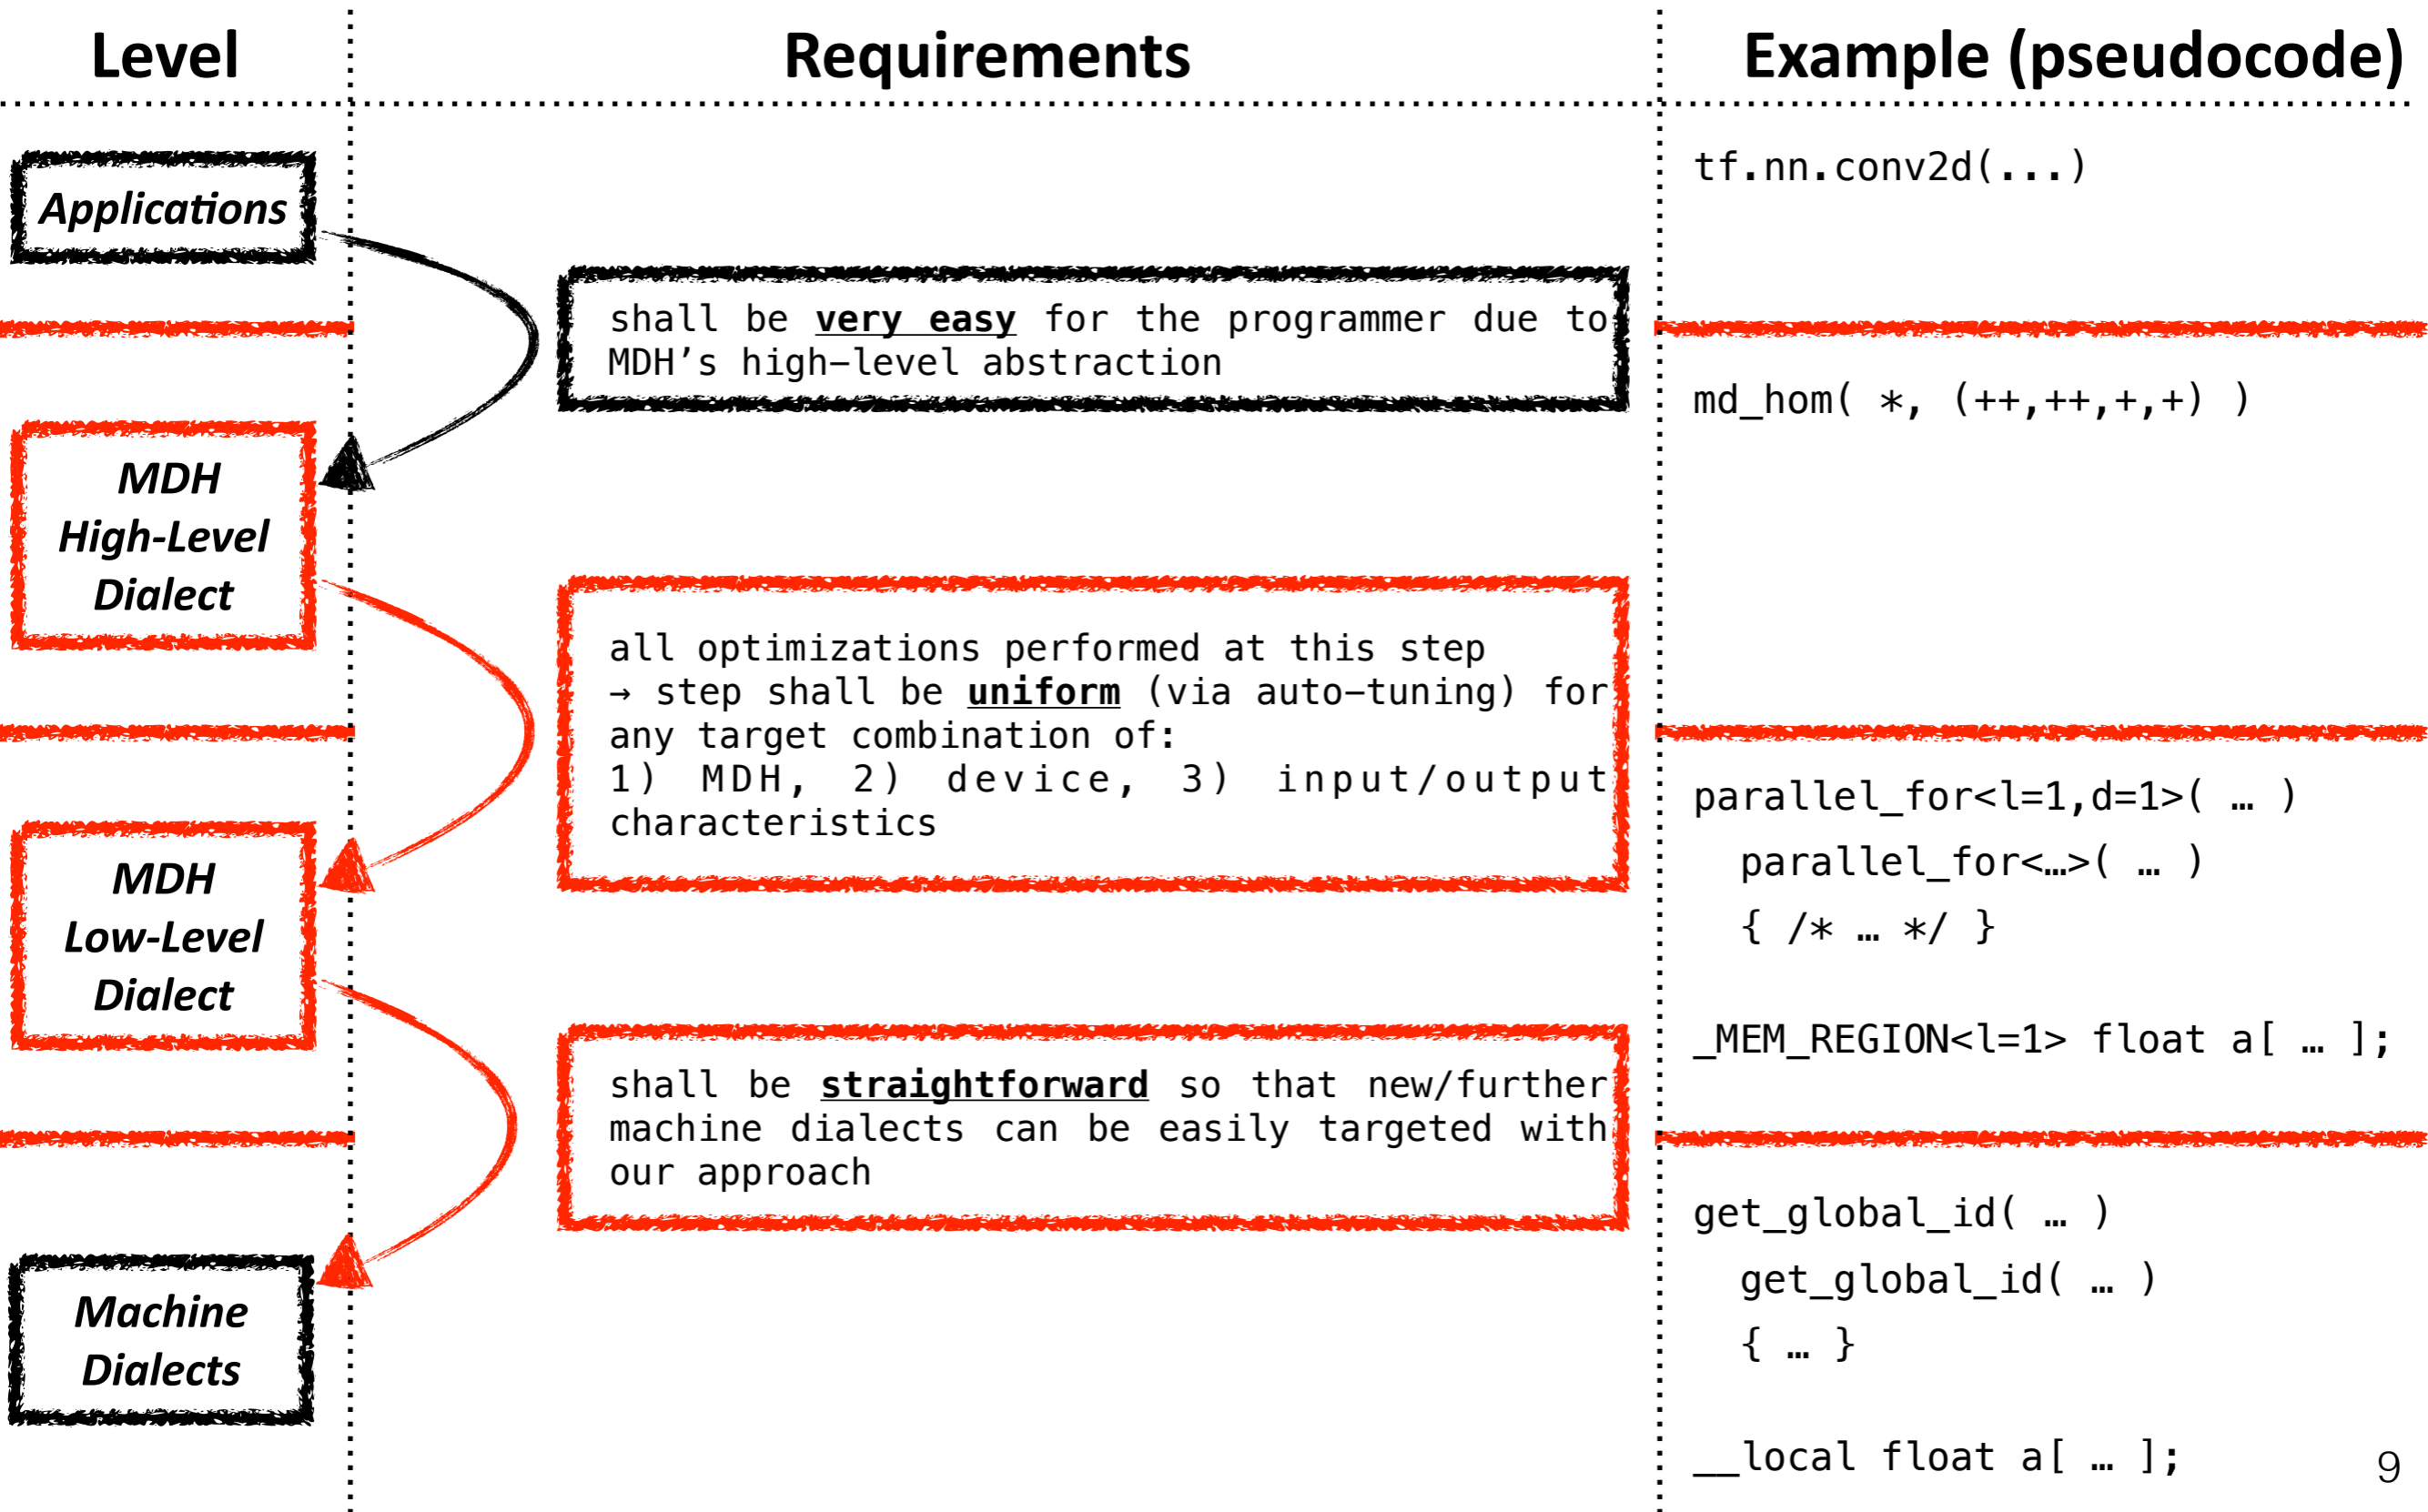 Level
Requirements
Example (pseudocode)
Applications
tf.nn.conv2d(...)
shall be very easy for the programmer due to
MDH’s high–level abstraction
MDH
High-Level
Dialect
md_hom( *, (++,++,+,+) )
all optimizations performed at this step
→ step shall be uniform (via auto–tuning) for
any target combination of:
1) MDH, 2) device, 3) input/output
characteristics
MDH
Low-Level
Dialect
parallel_for<l=1,d=1>( … )
parallel_for<…>( … )
{ /* … */ }
_MEM_REGION<l=1> float a[ … ];
shall be straightforward so that new/further
machine dialects can be easily targeted with
our approach
Machine
Dialects
get_global_id( … )
get_global_id( … )
{ … }
__local float a[ … ];
9